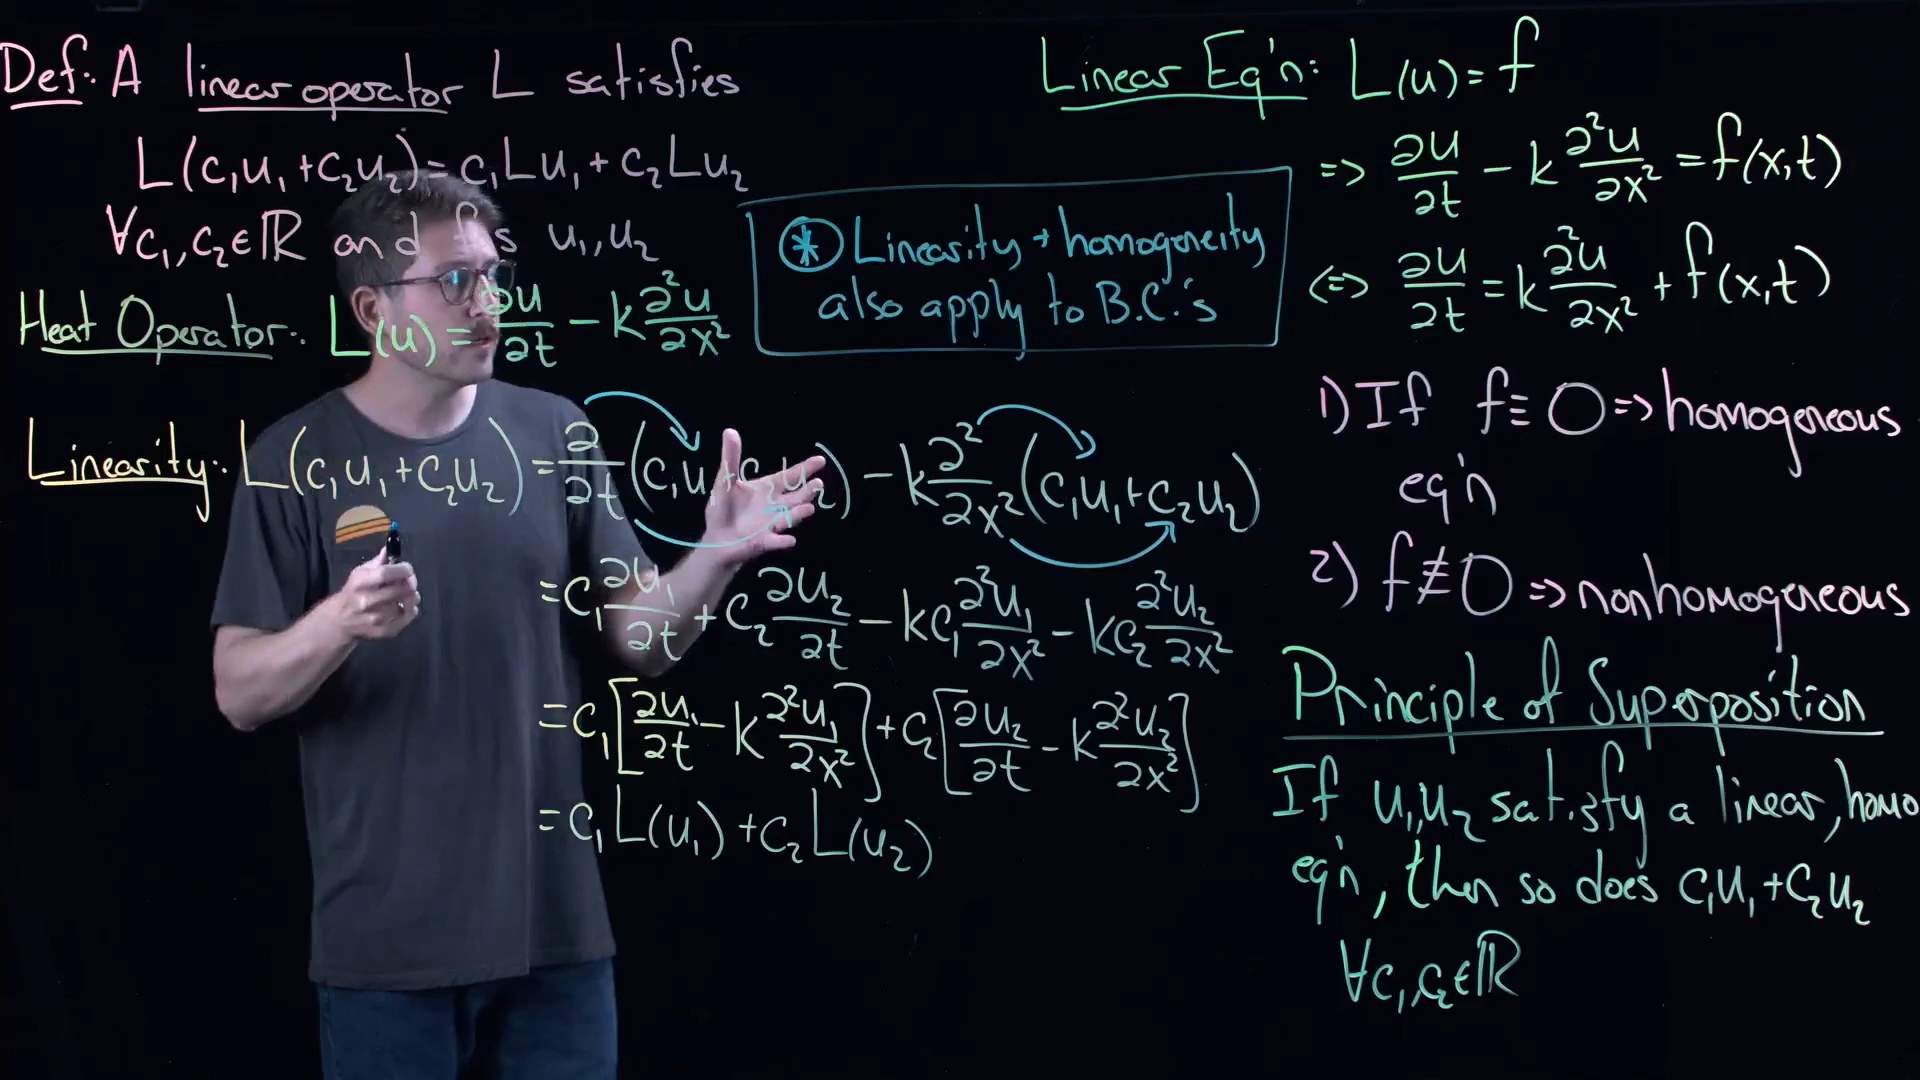 Def: A linear operator L satisfies
L(c₁u₁+c₂u₂)=c₁Lu₁+c₂Lu₂
∀c₁,c₂∈ℝ and f'ns u₁,u₂
Heat Operator: L(u)=∂u/∂t-k∂²u/∂x²
Linearity: L(c₁u₁+c₂u₂)=∂/∂t(c₁u₁+c₂u₂)-k∂²/∂x²(c₁u₁+c₂u₂)
=c₁∂u₁/∂t+c₂∂u₂/∂t-kc₁∂²u₁/∂x²-kc₂∂²u₂/∂x²
=c₁[∂u₁/∂t-k∂²u₁/∂x²]+c₂[∂u₂/∂t-k∂²u₂/∂x²]
=c₁L(u₁)+c₂L(u₂)
* Linearity + homogeneity
also apply to B.C.'s
Linear Eq'n: L(u)=f
=> ∂u/∂t-k∂²u/∂x²=f(x,t)
<=> ∂u/∂t=k∂²u/∂x²+f(x,t)
1) If f≡0 => homogeneous
eq'n
2) f≢0 => nonhomogeneous
Principle of Superposition
If u₁,u₂ satisfy a linear, homo
eq'n, then so does c₁u₁+c₂u₂
∀c₁,c₂∈ℝ